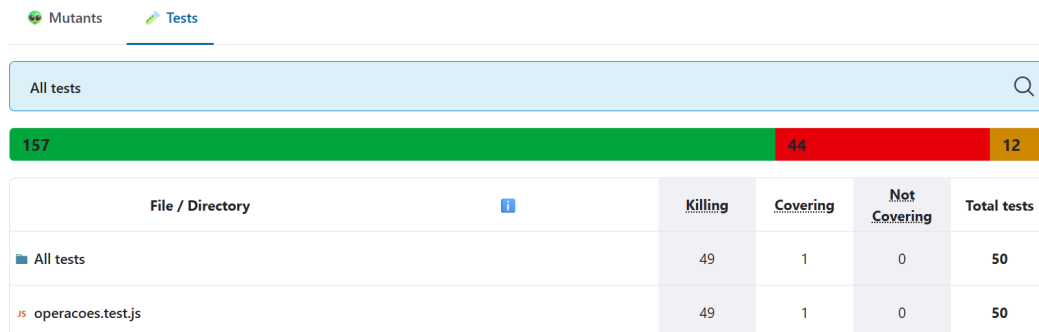 Mutants Tests
All tests
157 44 12
File / Directory Killing Covering Not Covering Total tests
All tests 49 1 0 50
JS operacoes.test.js 49 1 0 50